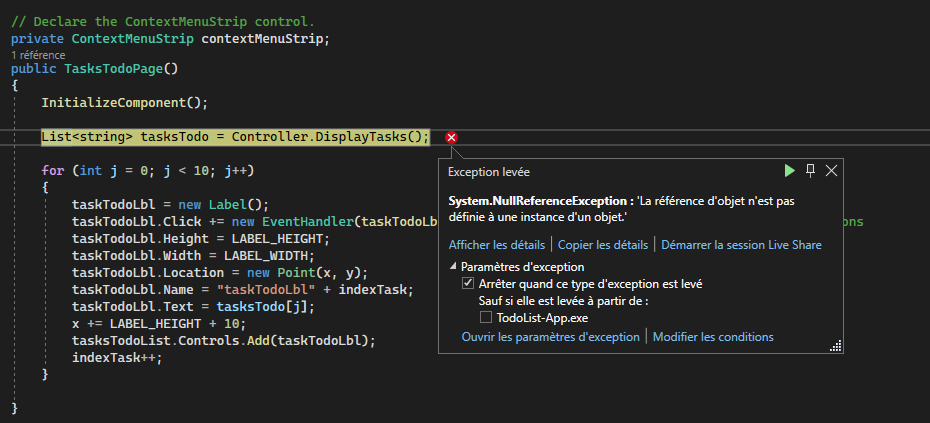 // Declare the ContextMenuStrip control.
private ContextMenuStrip contextMenuStrip;
1 référence
public TasksTodoPage()
{
InitializeComponent();
List<string> tasksTodo = Controller.DisplayTasks();
for (int j = 0; j < 10; j++)
{
taskTodoLbl = new Label();
taskTodoLbl.Click += new EventHandler(taskTodoLb
ons
taskTodoLbl.Height = LABEL_HEIGHT;
taskTodoLbl.Width = LABEL_WIDTH;
taskTodoLbl.Location = new Point(x, y);
taskTodoLbl.Name = "taskTodoLbl" + indexTask;
taskTodoLbl.Text = tasksTodo[j];
x += LABEL_HEIGHT + 10;
tasksTodoList.Controls.Add(taskTodoLbl);
indexTask++;
}
}
Exception levée
System.NullReferenceException : 'La référence d'objet n'est pas
définie à une instance d'un objet.'
Afficher les détails | Copier les détails | Démarrer la session Live Share
Paramètres d'exception
Arrêter quand ce type d'exception est levé
Sauf si elle est levée à partir de :
TodoList-App.exe
Ouvrir les paramètres d'exception | Modifier les conditions